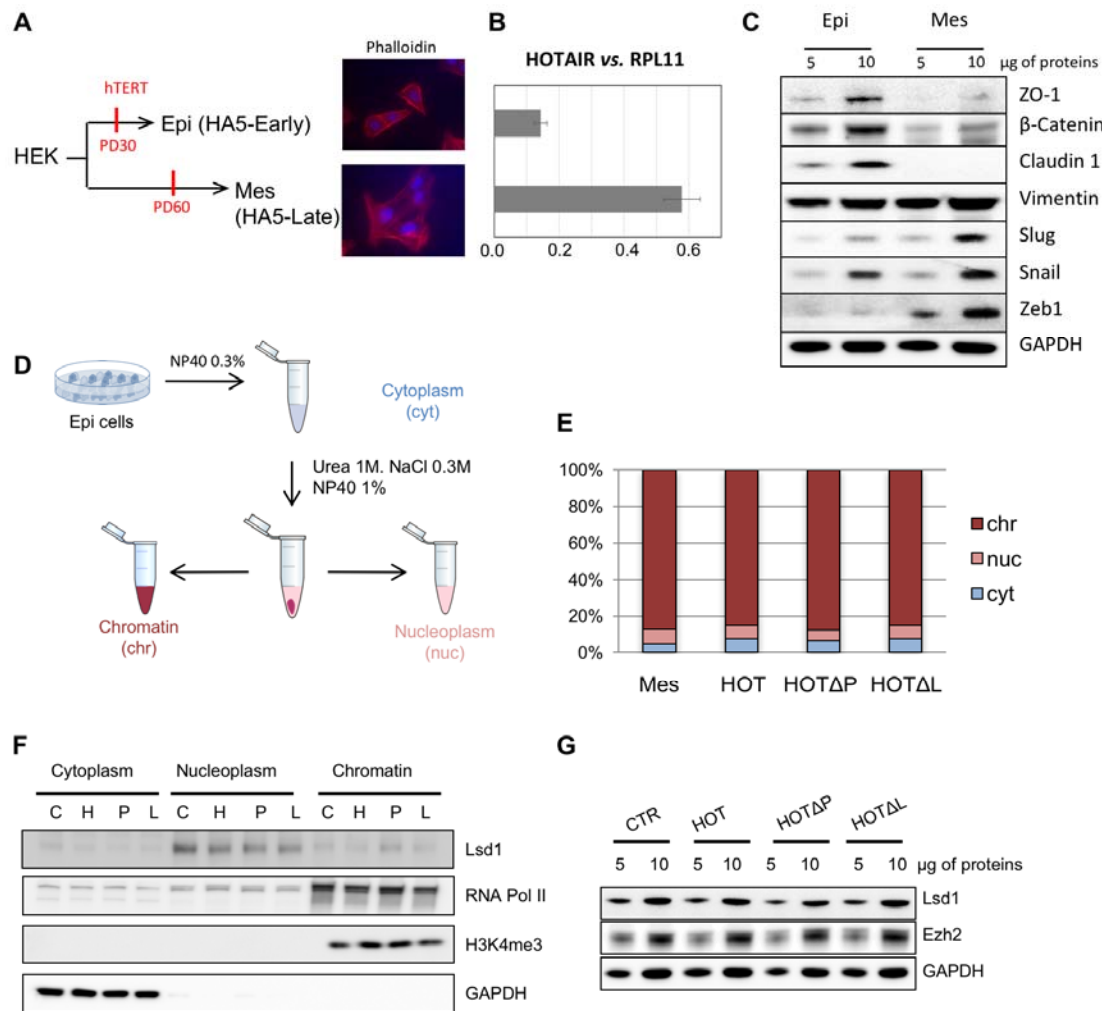 A
hTERT
Epi (HA5-Early)
PD30
HEK
Mes
(HA5-Late)
PD60
Phalloidin
B
HOTAIR vs. RPL11
0.0 0.2 0.4 0.6
C
Epi Mes
5 10 5 10 µg of proteins
ZO-1
β-Catenin
Claudin 1
Vimentin
Slug
Snail
Zeb1
GAPDH
D
NP40 0.3%
Epi cells
Cytoplasm
(cyt)
Urea 1M. NaCl 0.3M
NP40 1%
Chromatin
(chr)
Nucleoplasm
(nuc)
E
100%
80%
60%
40%
20%
0%
Mes HOT HOTΔP HOTΔL
chr
nuc
cyt
F
Cytoplasm Nucleoplasm Chromatin
C H P L C H P L C H P L
Lsd1
RNA Pol II
H3K4me3
GAPDH
G
CTR HOT HOTΔP HOTΔL
5 10 5 10 5 10 5 10 µg of proteins
Lsd1
Ezh2
GAPDH